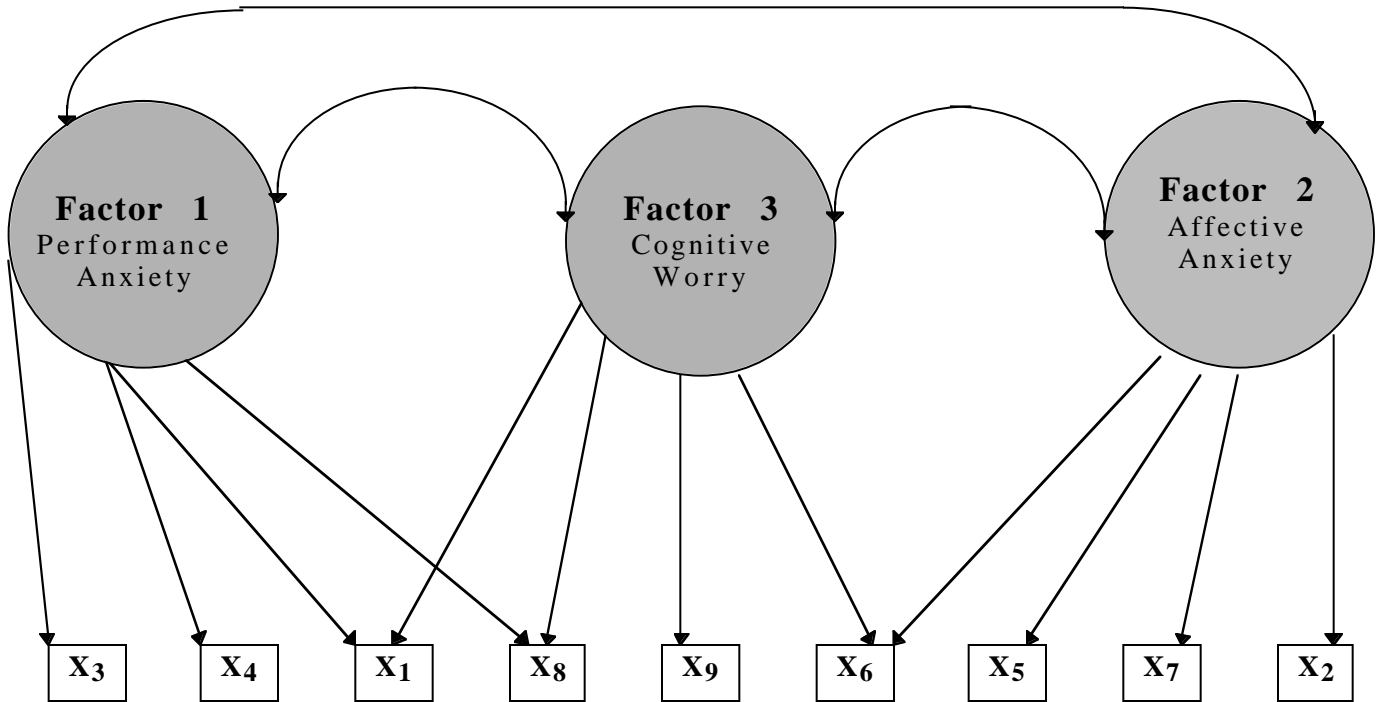 Factor 1
Performance
Anxiety
Factor 3
Cognitive
Worry
Factor 2
Affective
Anxiety
X3
X4
X1
X8
X9
X6
X5
X7
X2